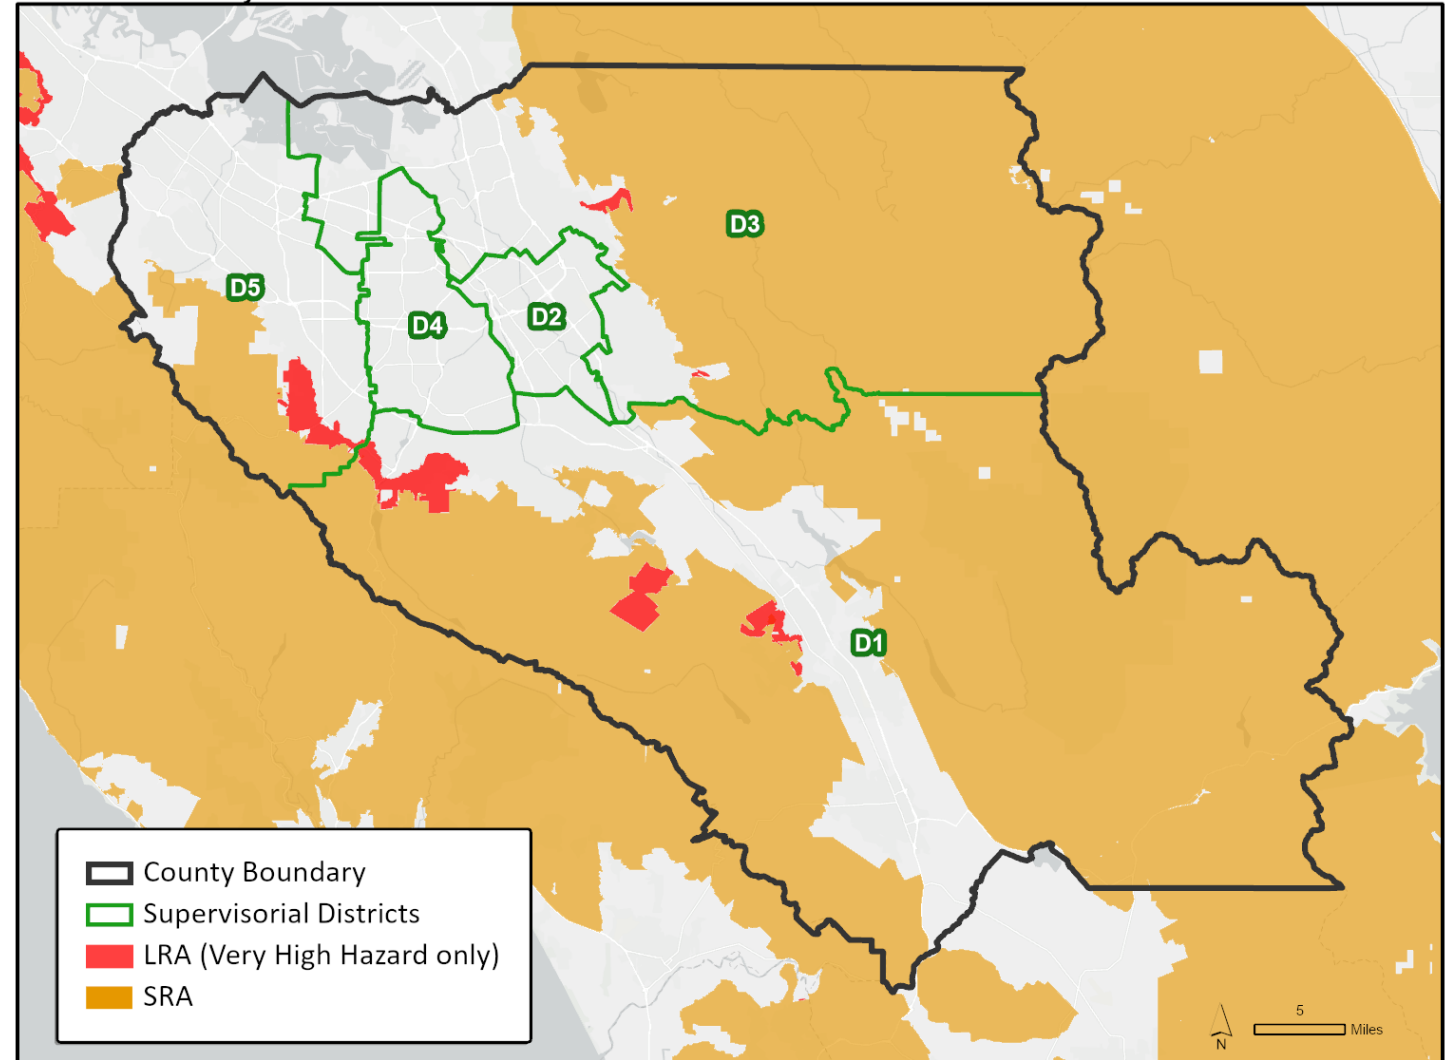 D3
D5
D4
D2
D1
County Boundary
Supervisorial Districts
LRA (Very High Hazard only)
SRA
5
Miles
N